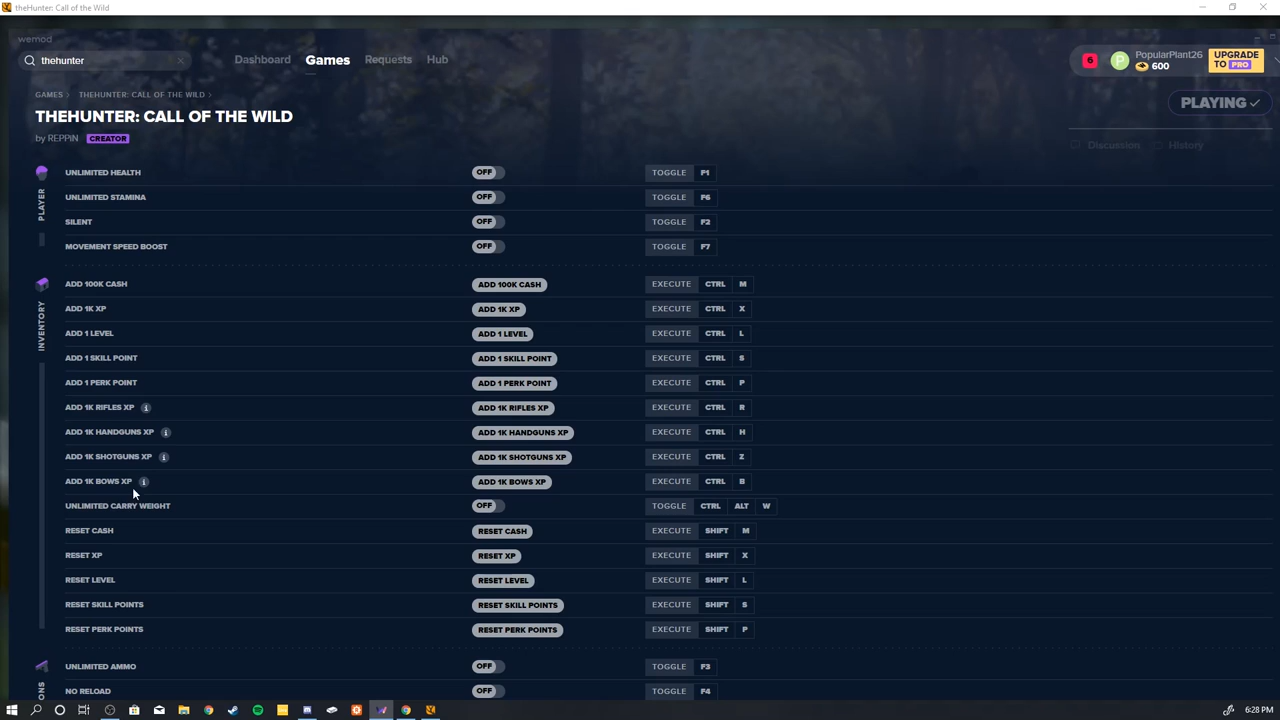 theHunter: Call of the Wild
wemod
thehunter
Dashboard Games Requests Hub
6 P PopularPlant26 600 UPGRADE TO PRO
GAMES THEHUNTER: CALL OF THE WILD
THEHUNTER: CALL OF THE WILD
PLAYING
by REPPIN CREATOR
Discussion History
PLAYER
UNLIMITED HEALTH OFF TOGGLE F1
UNLIMITED STAMINA OFF TOGGLE F6
SILENT OFF TOGGLE F2
MOVEMENT SPEED BOOST OFF TOGGLE F7
INVENTORY
ADD 100K CASH ADD 100K CASH EXECUTE CTRL M
ADD 1K XP ADD 1K XP EXECUTE CTRL X
ADD 1 LEVEL ADD 1 LEVEL EXECUTE CTRL L
ADD 1 SKILL POINT ADD 1 SKILL POINT EXECUTE CTRL S
ADD 1 PERK POINT ADD 1 PERK POINT EXECUTE CTRL P
ADD 1K RIFLES XP i ADD 1K RIFLES XP EXECUTE CTRL R
ADD 1K HANDGUNS XP i ADD 1K HANDGUNS XP EXECUTE CTRL H
ADD 1K SHOTGUNS XP i ADD 1K SHOTGUNS XP EXECUTE CTRL Z
ADD 1K BOWS XP i ADD 1K BOWS XP EXECUTE CTRL B
UNLIMITED CARRY WEIGHT OFF TOGGLE CTRL ALT W
RESET CASH RESET CASH EXECUTE SHIFT M
RESET XP RESET XP EXECUTE SHIFT X
RESET LEVEL RESET LEVEL EXECUTE SHIFT L
RESET SKILL POINTS RESET SKILL POINTS EXECUTE SHIFT S
RESET PERK POINTS RESET PERK POINTS EXECUTE SHIFT P
ONS
UNLIMITED AMMO OFF TOGGLE F3
NO RELOAD OFF TOGGLE F4
6:28 PM